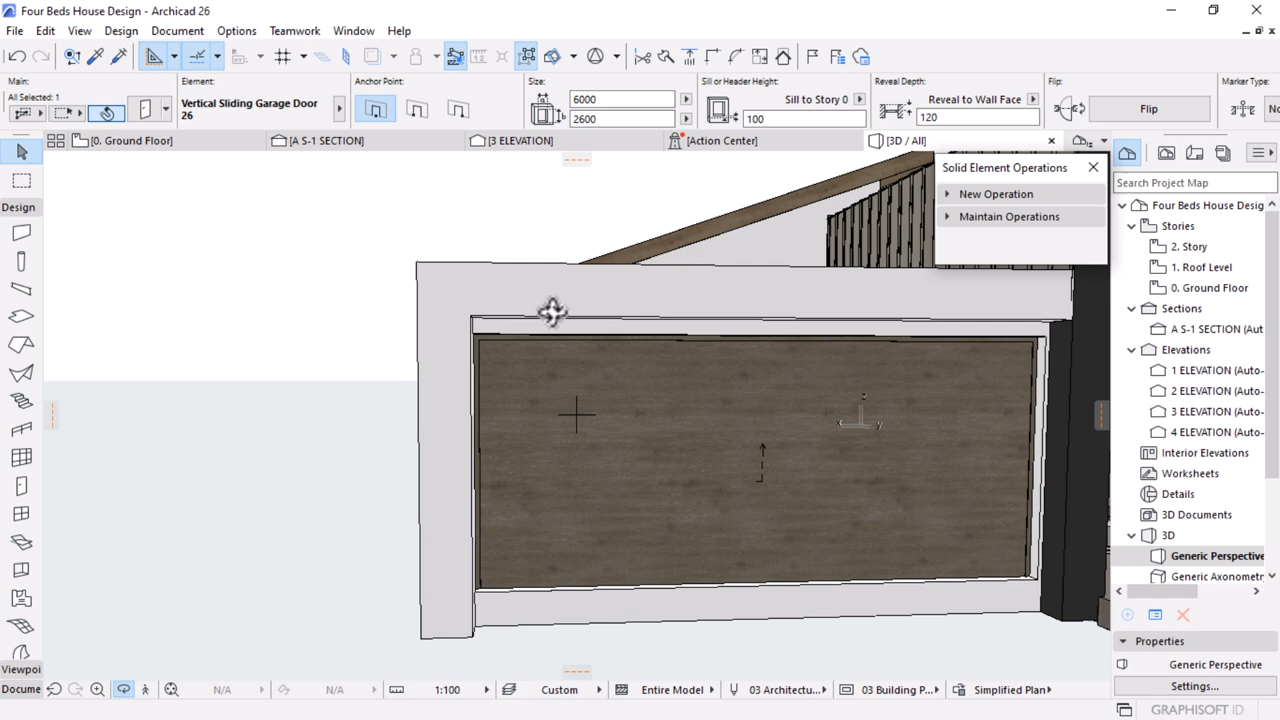 Four Beds House Design - Archicad 26
File Edit View Design Document Options Teamwork Window Help
Main: Element: Anchor Point: Size: Sill or Header Height: Reveal Depth: Flip: Marker Type:
All Selected: 1
Vertical Sliding Garage Door 26
6000
2600
Sill to Story 0
100
Reveal to Wall Face
120
Flip
No
[0. Ground Floor] [A S-1 SECTION] [3 ELEVATION] [Action Center] [3D / All]
Solid Element Operations
New Operation
Maintain Operations
Search Project Map
Four Beds House Desig
Stories
2. Story
1. Roof Level
0. Ground Floor
Sections
A S-1 SECTION (Aut
Elevations
1 ELEVATION (Auto-
2 ELEVATION (Auto-
3 ELEVATION (Auto-
4 ELEVATION (Auto-
Interior Elevations
Worksheets
Details
3D Documents
3D
Generic Perspective
Generic Axonometr
Properties
Generic Perspective
Settings...
GRAPHISOFT ID
Design
Viewpoi
Docume
z
x
y
N/A N/A 1:100 Custom Entire Model 03 Architectu... 03 Building P... Simplified Plan